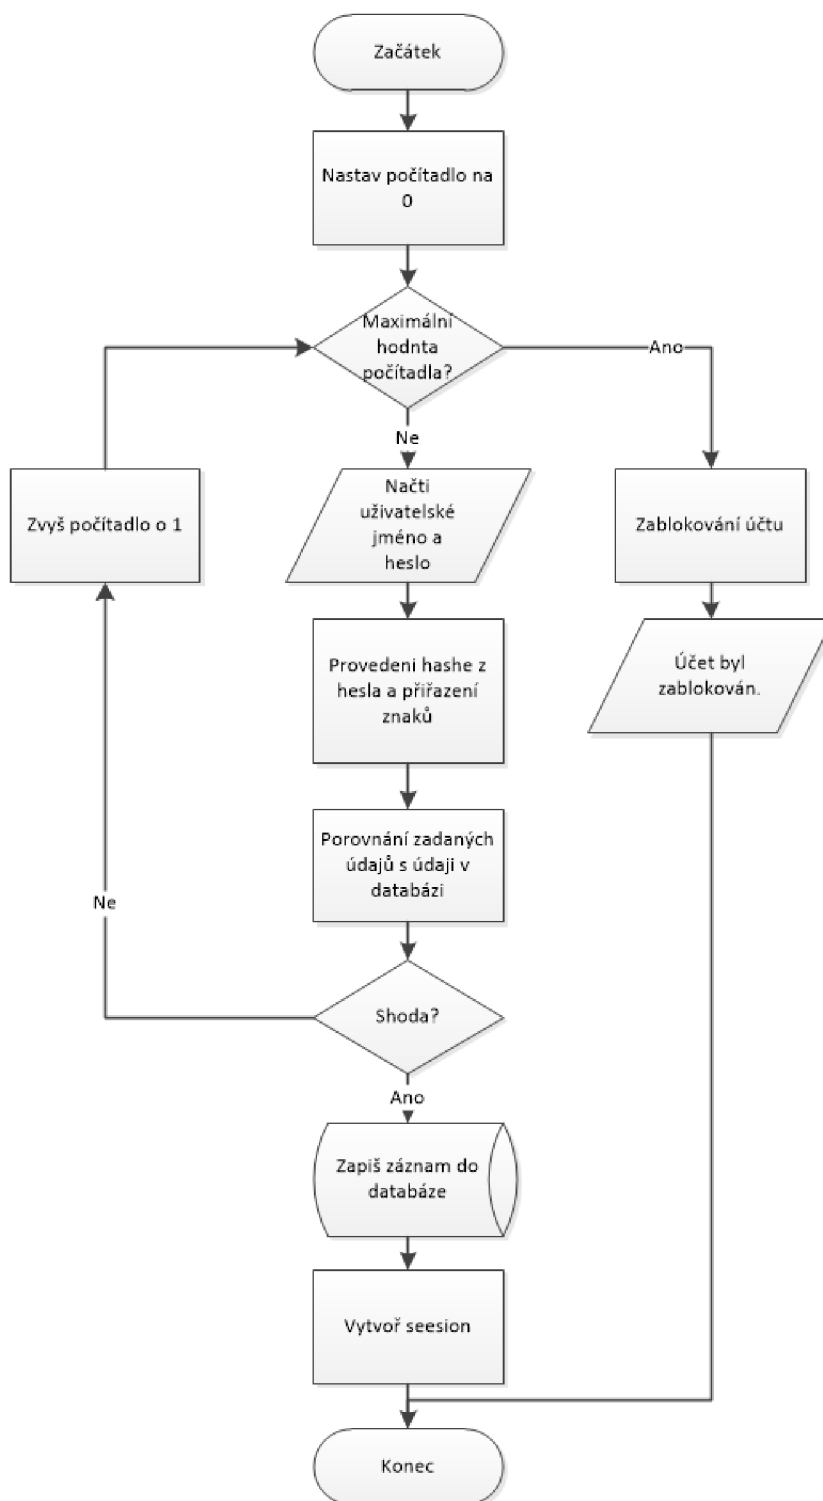 Začátek
Nastav počítadlo na
0
Maximální
hodnta
počítadla?
Ano
Ne
Zvyš počítadlo o 1
Načti
uživatelské
jméno a
heslo
Zablokování účtu
Provedeni hashe z
hesla a přiřazení
znaků
Účet byl
zablokován.
Porovnání zadaných
údajů s údaji v
databázi
Ne
Shoda?
Ano
Zapiš záznam do
databáze
Vytvoř seesion
Konec